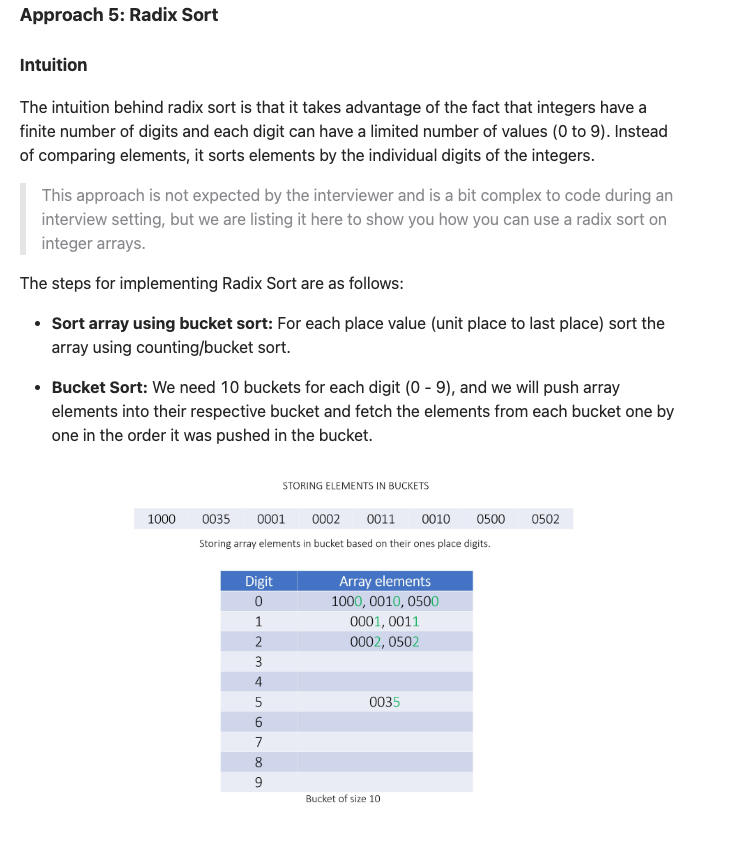 Approach 5: Radix Sort
Intuition
The intuition behind radix sort is that it takes advantage of the fact that integers have a
finite number of digits and each digit can have a limited number of values (0 to 9). Instead
of comparing elements, it sorts elements by the individual digits of the integers.
This approach is not expected by the interviewer and is a bit complex to code during an
interview setting, but we are listing it here to show you how you can use a radix sort on
integer arrays.
The steps for implementing Radix Sort are as follows:
• Sort array using bucket sort: For each place value (unit place to last place) sort the
array using counting/bucket sort.
• Bucket Sort: We need 10 buckets for each digit (0 - 9), and we will push array
elements into their respective bucket and fetch the elements from each bucket one by
one in the order it was pushed in the bucket.
STORING ELEMENTS IN BUCKETS
1000 0035 0001 0002 0011 0010 0500 0502
Storing array elements in bucket based on their ones place digits.
Digit Array elements
0 1000, 0010, 0500
1 0001, 0011
2 0002, 0502
3
4
5 0035
6
7
8
9
Bucket of size 10